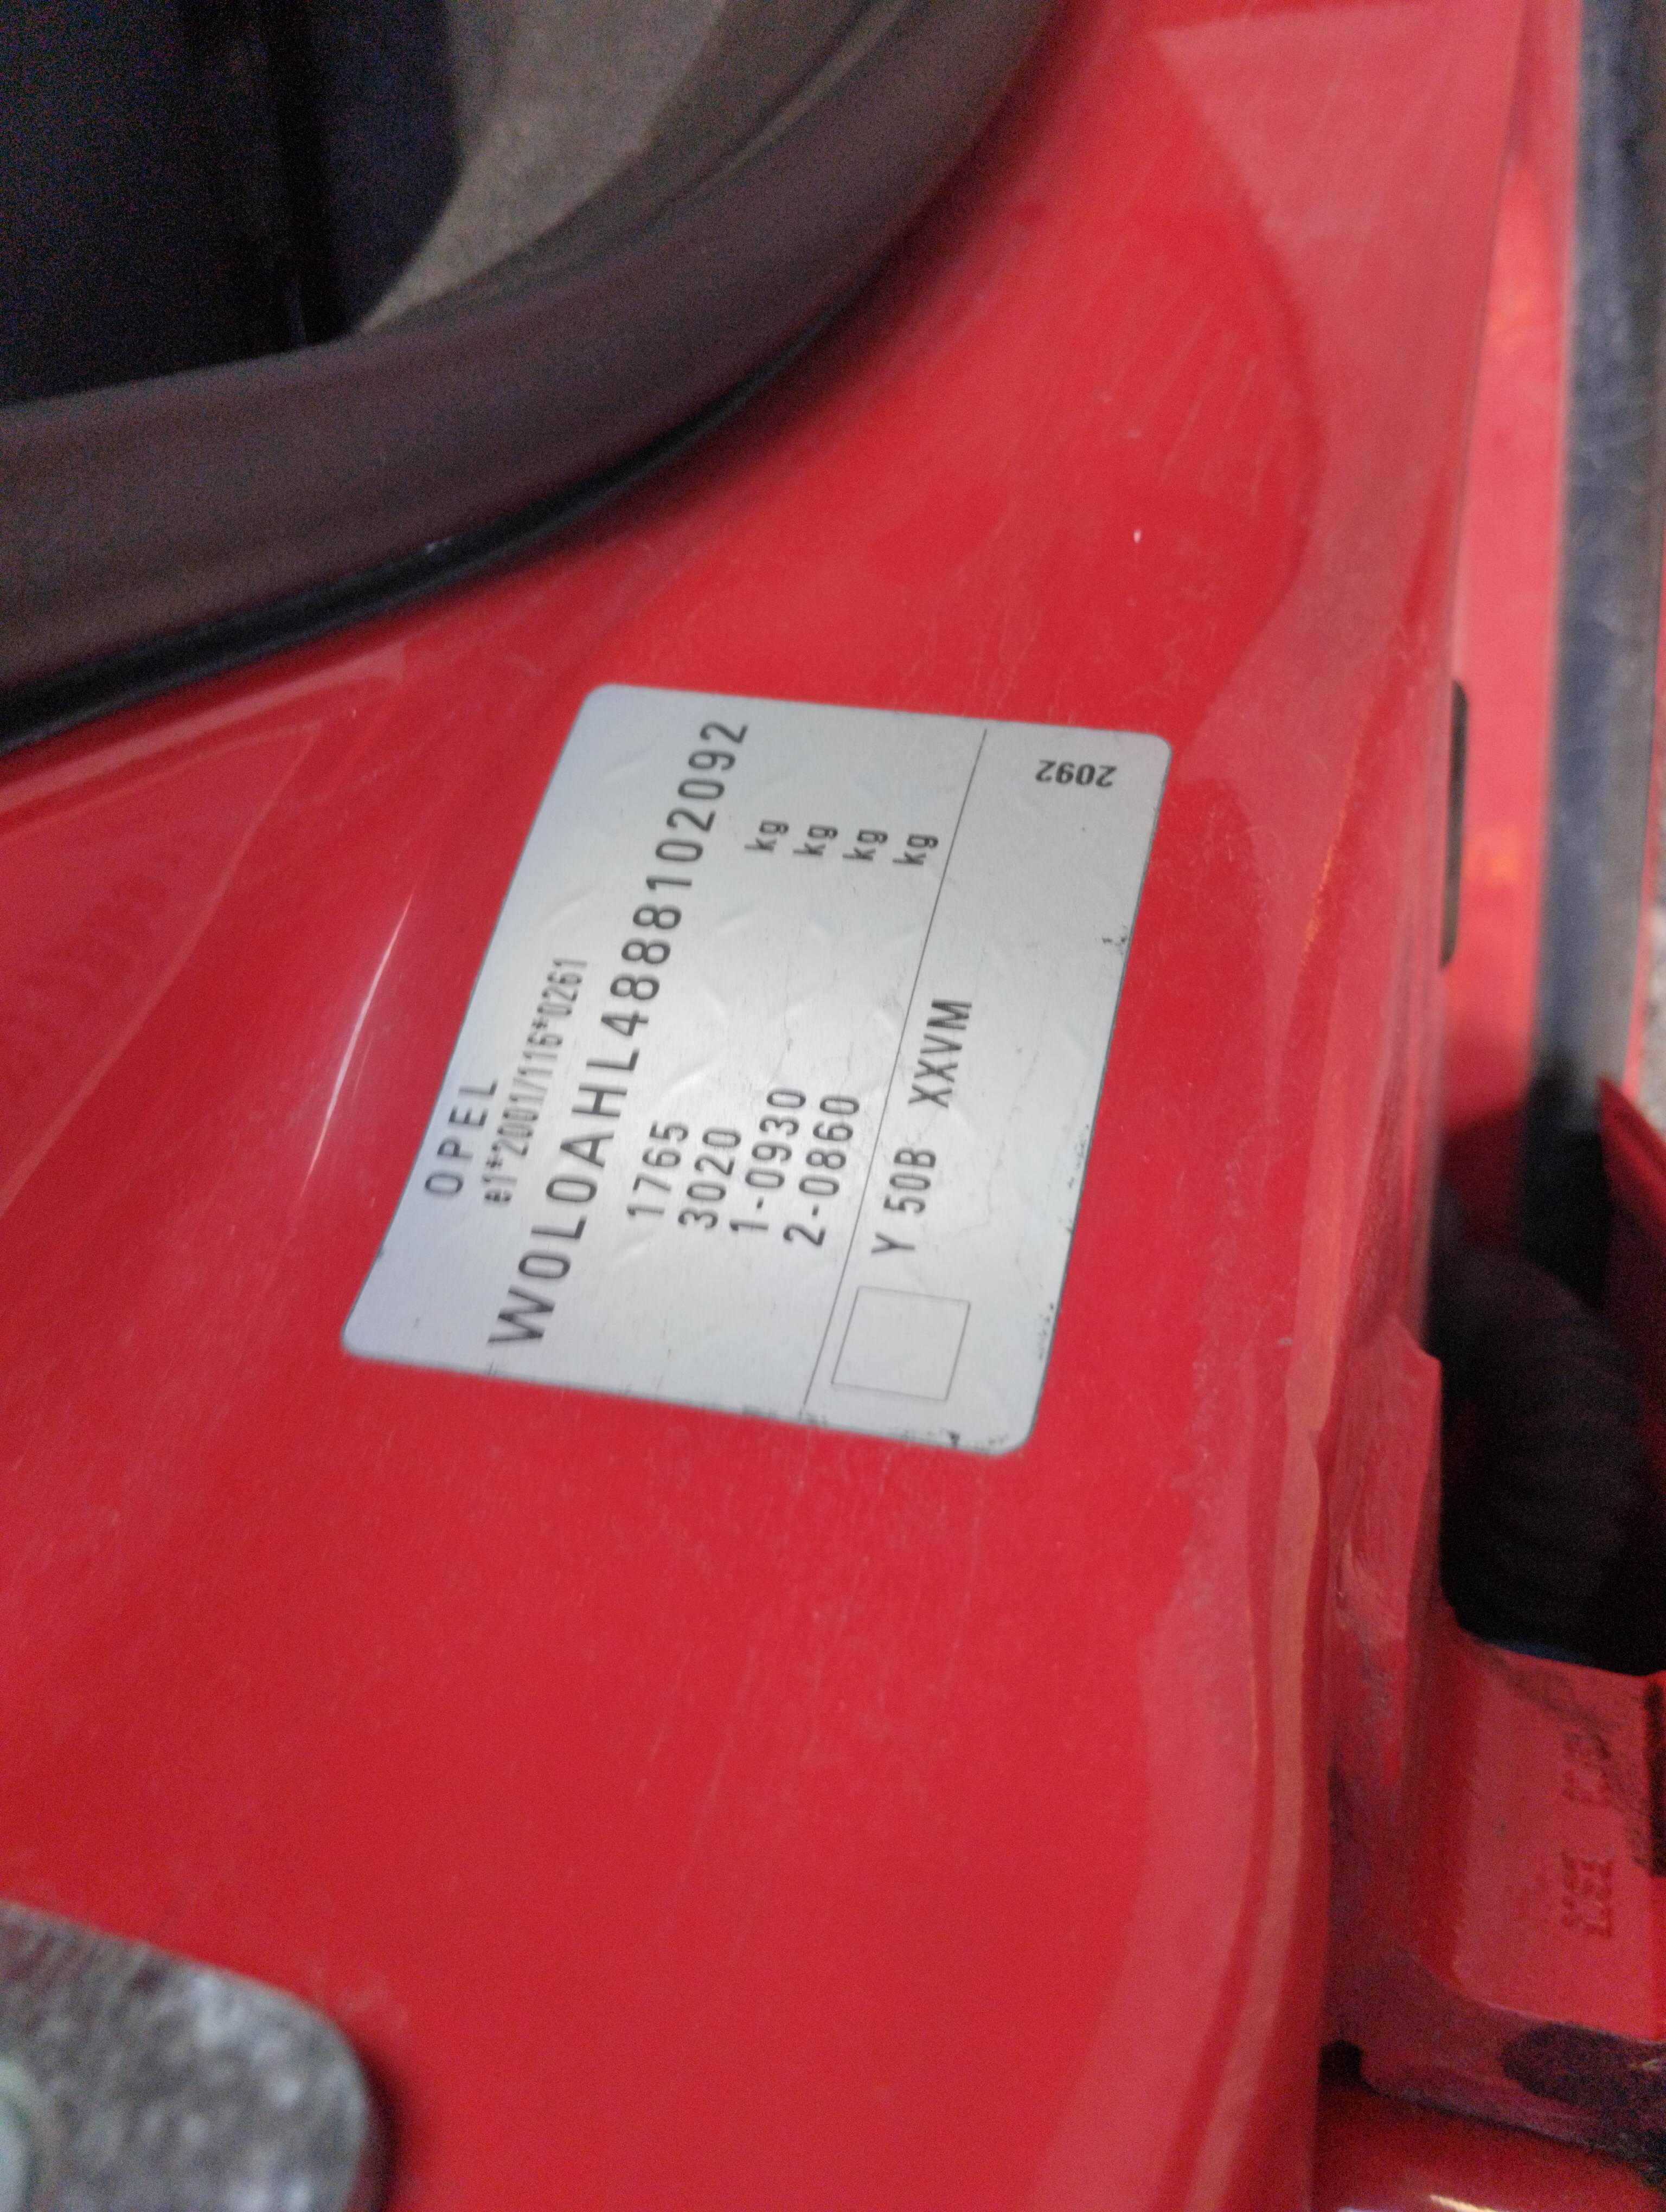 OPEL
e1*2001/116*0261
W0L0AHL4888102092
1765 kg
3020 kg
1-0930 kg
2-0860 kg
Y 50B XXVM
2092